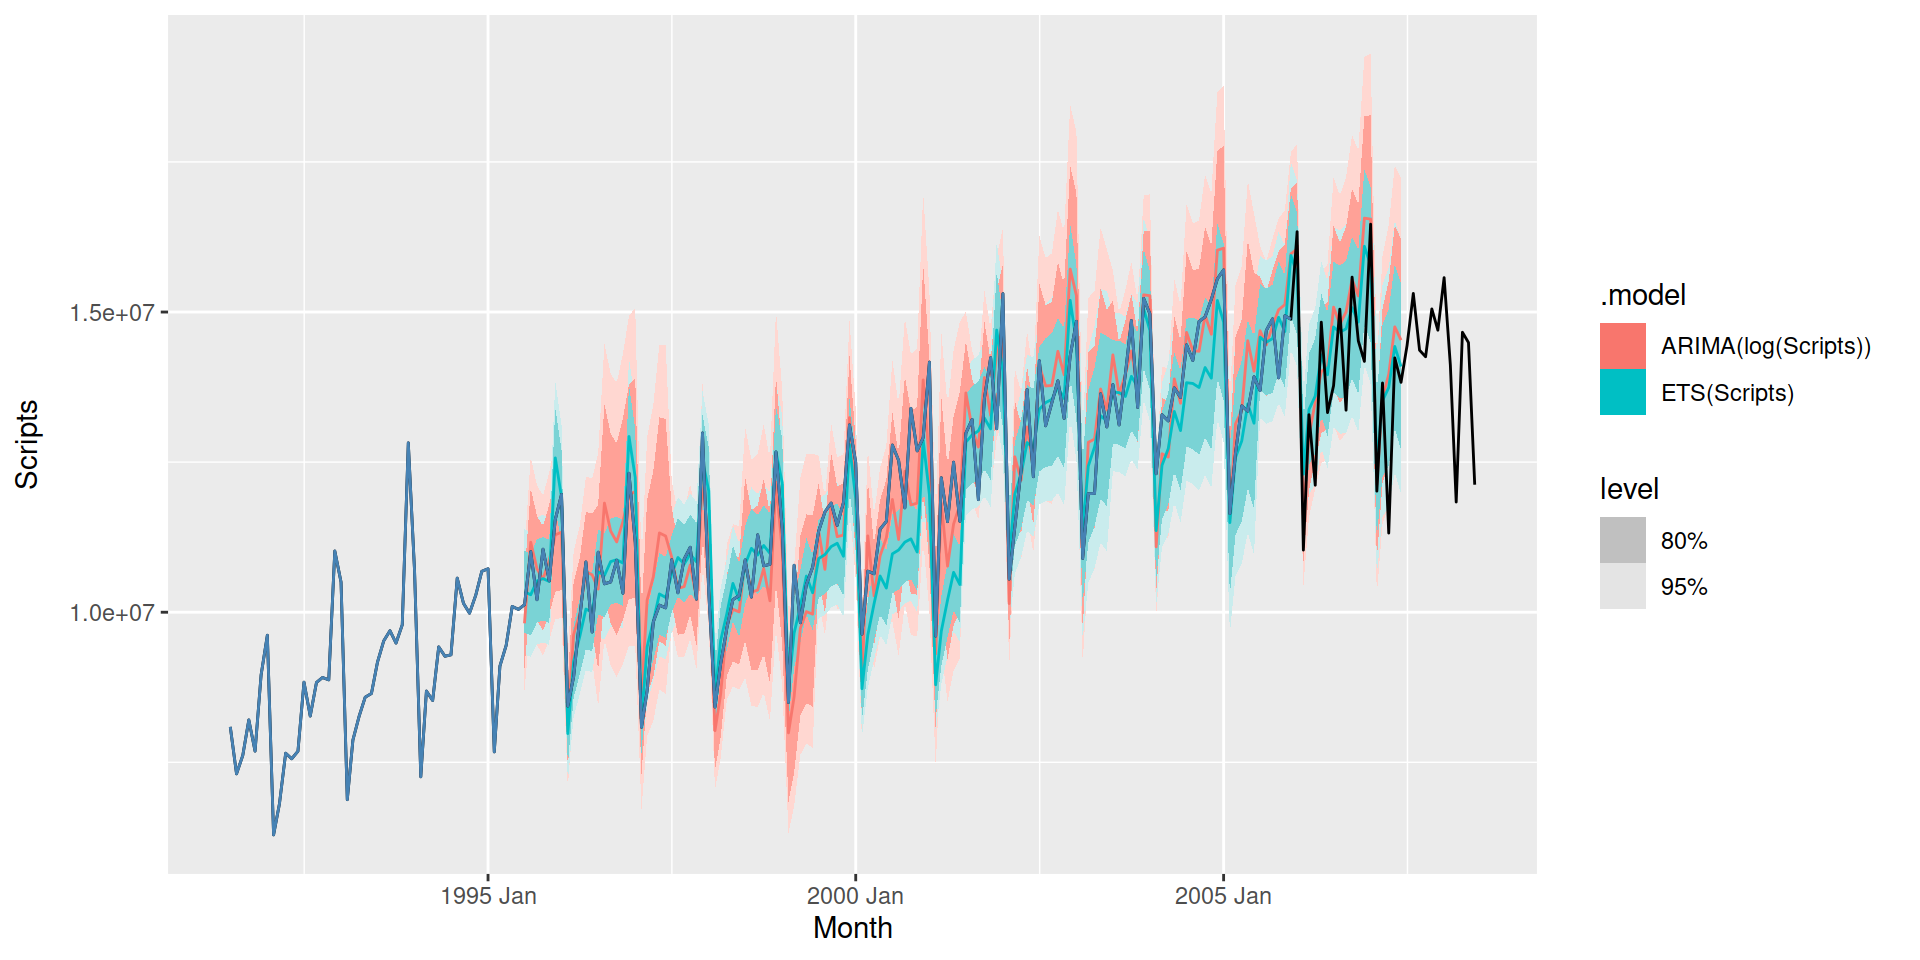 Scripts
1.5e+07
1.0e+07
1995 Jan
2000 Jan
2005 Jan
Month
.model
ARIMA(log(Scripts))
ETS(Scripts)
level
80%
95%